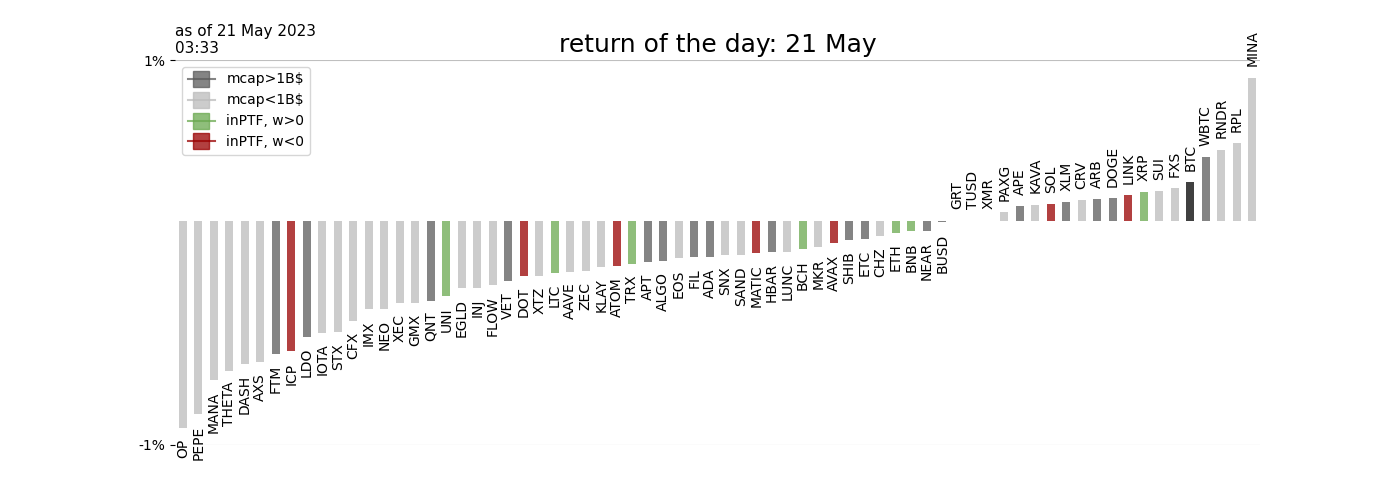 as of 21 May 2023
03:33
return of the day: 21 May
1%
-1%
mcap>1B$
mcap<1B$
inPTF, w>0
inPTF, w<0
OP
PEPE
MANA
THETA
DASH
AXS
FTM
ICP
LDO
IOTA
STX
CFX
IMX
NEO
XEC
GMX
QNT
UNI
EGLD
INJ
FLOW
VET
DOT
XTZ
LTC
AAVE
ZEC
KLAY
ATOM
TRX
APT
ALGO
EOS
FIL
ADA
SNX
SAND
MATIC
HBAR
LUNC
BCH
MKR
AVAX
SHIB
ETC
CHZ
ETH
BNB
NEAR
BUSD
GRT
TUSD
XMR
PAXG
APE
KAVA
SOL
XLM
CRV
ARB
DOGE
LINK
XRP
SUI
FXS
BTC
WBTC
RNDR
RPL
MINA